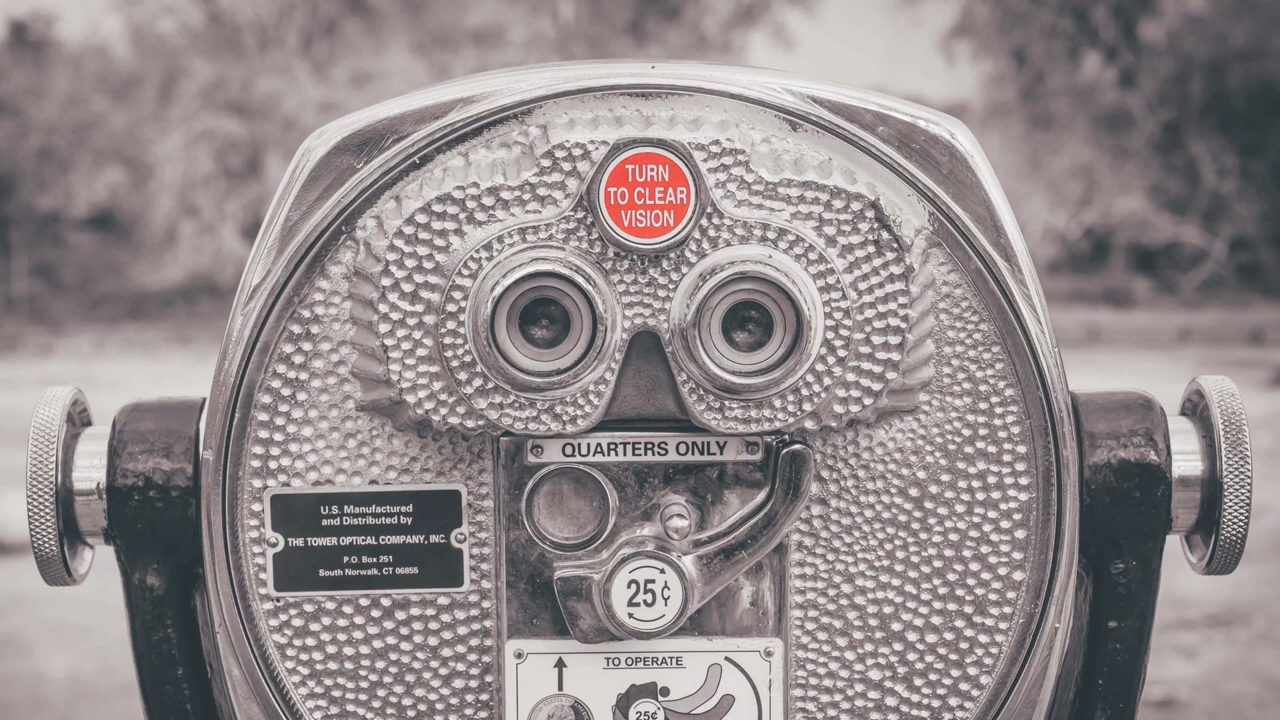 TURN
TO CLEAR
VISION
QUARTERS ONLY
U.S. Manufactured
and Distributed by
THE TOWER OPTICAL COMPANY, INC.
P.O. Box 251
South Norwalk, CT 06855
25¢
TO OPERATE
25¢